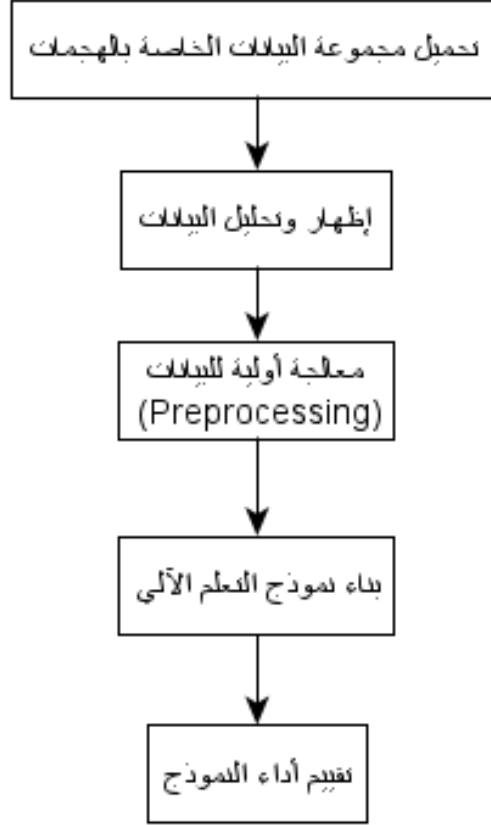 تحميل مجموعة البيانات الخاصة بالهجمات
إظهار وتحليل البيانات
معالجة أولية للبيانات
(Preprocessing)
بناء نموذج التعلم الآلي
تقييم أداء النموذج